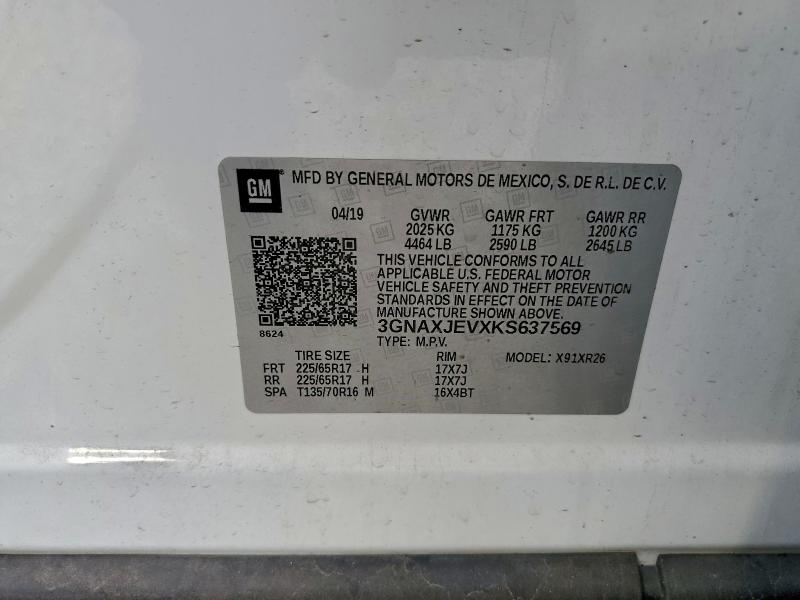 GM MFD BY GENERAL MOTORS DE MEXICO, S. DE R.L. DE C.V.
04/19 GVWR GAWR FRT GAWR RR
2025 KG 1175 KG 1200 KG
4464 LB 2590 LB 2645 LB
THIS VEHICLE CONFORMS TO ALL
APPLICABLE U.S. FEDERAL MOTOR
VEHICLE SAFETY AND THEFT PREVENTION
STANDARDS IN EFFECT ON THE DATE OF
MANUFACTURE SHOWN ABOVE.
8624
3GNAXJEVXKS637569
TYPE: M.P.V.
TIRE SIZE RIM MODEL: X91XR26
FRT 225/65R17 H 17X7J
RR 225/65R17 H 17X7J
SPA T135/70R16 M 16X4BT